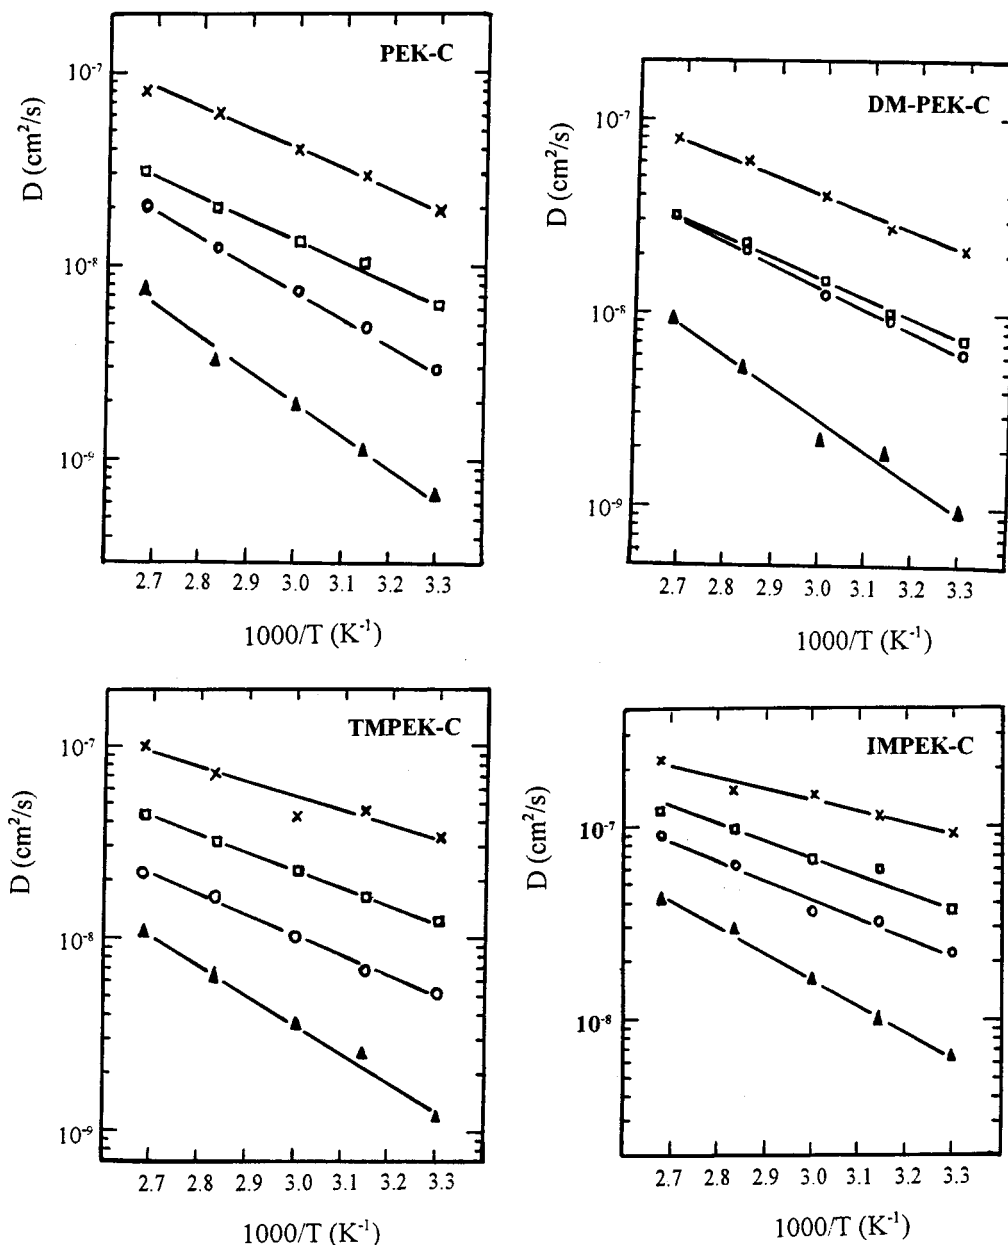 PEK-C
10⁻⁷
10⁻⁸
10⁻⁹
D (cm²/s)
2.7 2.8 2.9 3.0 3.1 3.2 3.3
1000/T (K⁻¹)
DM-PEK-C
10⁻⁷
10⁻⁸
10⁻⁹
D (cm²/s)
2.7 2.8 2.9 3.0 3.1 3.2 3.3
1000/T (K⁻¹)
TMPEK-C
10⁻⁷
10⁻⁸
10⁻⁹
D (cm²/s)
2.7 2.8 2.9 3.0 3.1 3.2 3.3
1000/T (K⁻¹)
IMPEK-C
10⁻⁷
10⁻⁸
D (cm²/s)
2.7 2.8 2.9 3.0 3.1 3.2 3.3
1000/T (K⁻¹)